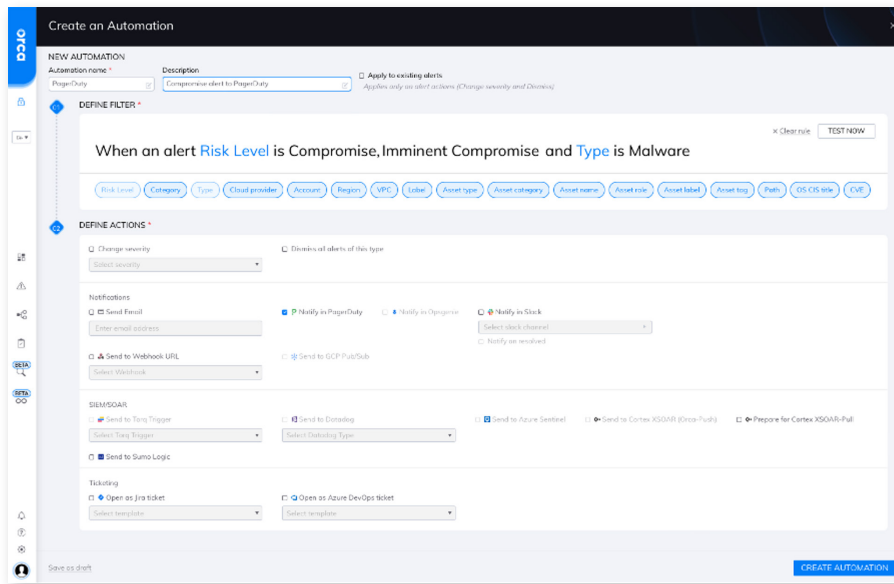 orca
Create an Automation
NEW AUTOMATION
Automation name *
Description
PagerDuty
Compromise alert to PagerDuty
Apply to existing alerts
Applies only on alert actions (Change severity and Dismiss)
DEFINE FILTER *
× Clear rule
TEST NOW
When an alert Risk Level is Compromise,Imminent Compromise and Type is Malware
Risk Level Category Type Cloud provider Account Region VPC Label Asset type Asset category Asset name Asset role Asset label Asset tag Path OS CIS title CVE
DEFINE ACTIONS *
Change severity
Dismiss all alerts of this type
Select severity
Notifications
Send Email
Notify in PagerDuty
Notify in Opsgenie
Notify in Slack
Enter email address
Select slack channel
Notify on resolved
Send to Webhook URL
Send to GCP Pub/Sub
Select Webhook
SIEM/SOAR
Send to Torq Trigger
Send to Datadog
Send to Azure Sentinel
Send to Cortex XSOAR (Orca-Push)
Prepare for Cortex XSOAR-Pull
Select Torq Trigger
Select Datadog Type
Send to Sumo Logic
Ticketing
Open as Jira ticket
Open as Azure DevOps ticket
Select template
Select template
BETA
BETA
Save as draft
CREATE AUTOMATION